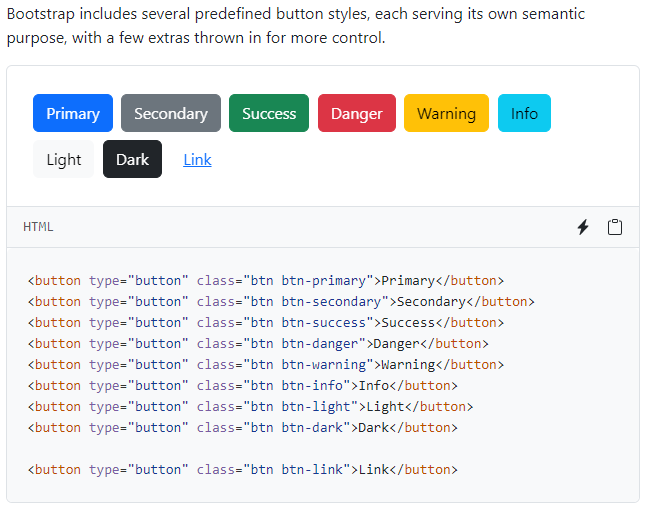 Bootstrap includes several predefined button styles, each serving its own semantic
purpose, with a few extras thrown in for more control.
Primary Secondary Success Danger Warning Info
Light Dark Link
HTML
<button type="button" class="btn btn-primary">Primary</button>
<button type="button" class="btn btn-secondary">Secondary</button>
<button type="button" class="btn btn-success">Success</button>
<button type="button" class="btn btn-danger">Danger</button>
<button type="button" class="btn btn-warning">Warning</button>
<button type="button" class="btn btn-info">Info</button>
<button type="button" class="btn btn-light">Light</button>
<button type="button" class="btn btn-dark">Dark</button>
<button type="button" class="btn btn-link">Link</button>